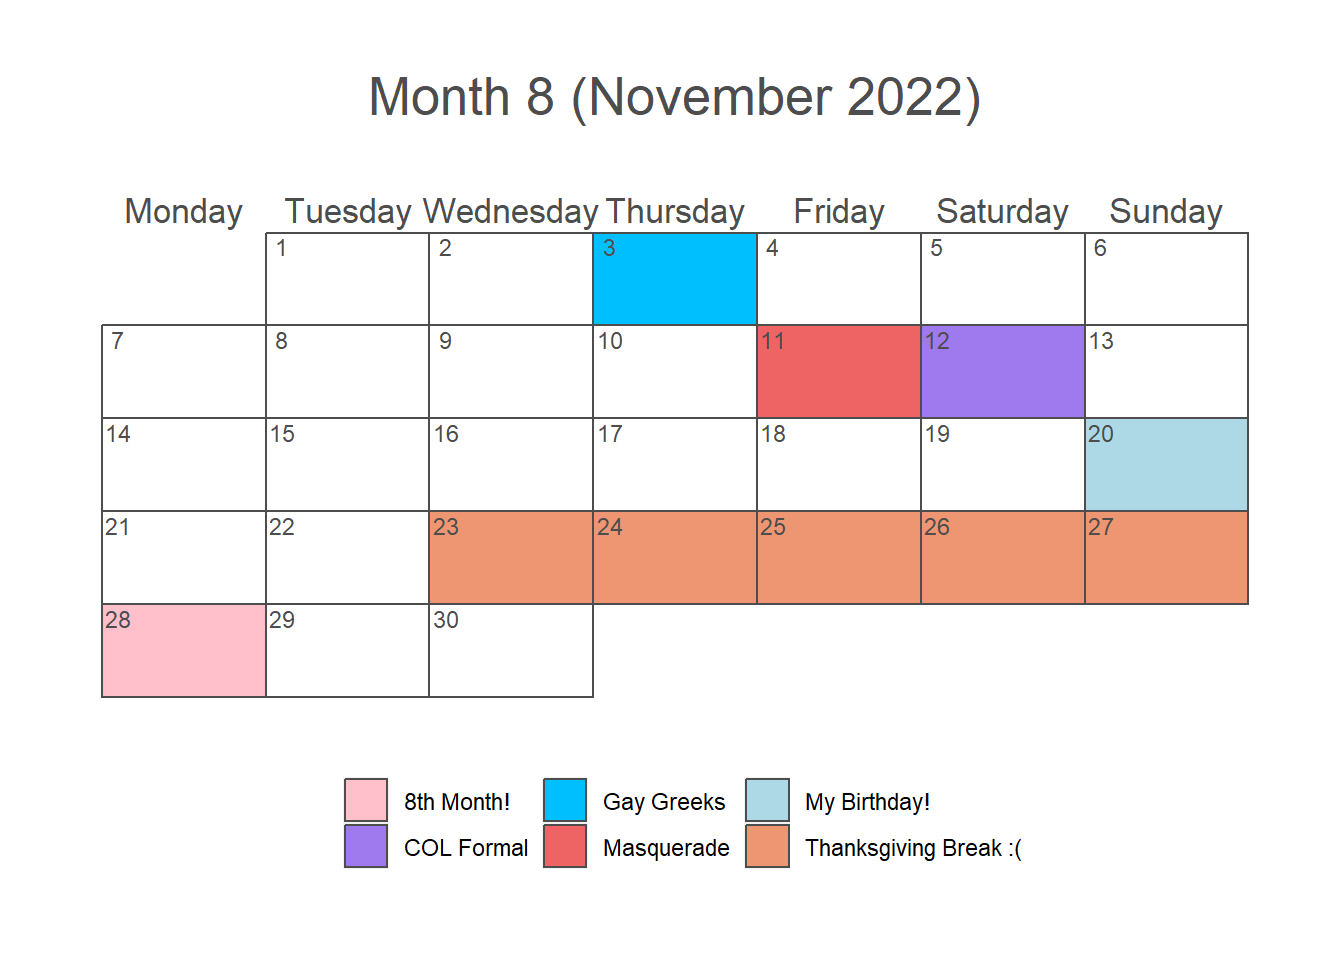 Month 8 (November 2022)
Monday Tuesday Wednesday Thursday Friday Saturday Sunday
1 2 3 4 5 6
7 8 9 10 11 12 13
14 15 16 17 18 19 20
21 22 23 24 25 26 27
28 29 30
8th Month! Gay Greeks My Birthday!
COL Formal Masquerade Thanksgiving Break :(